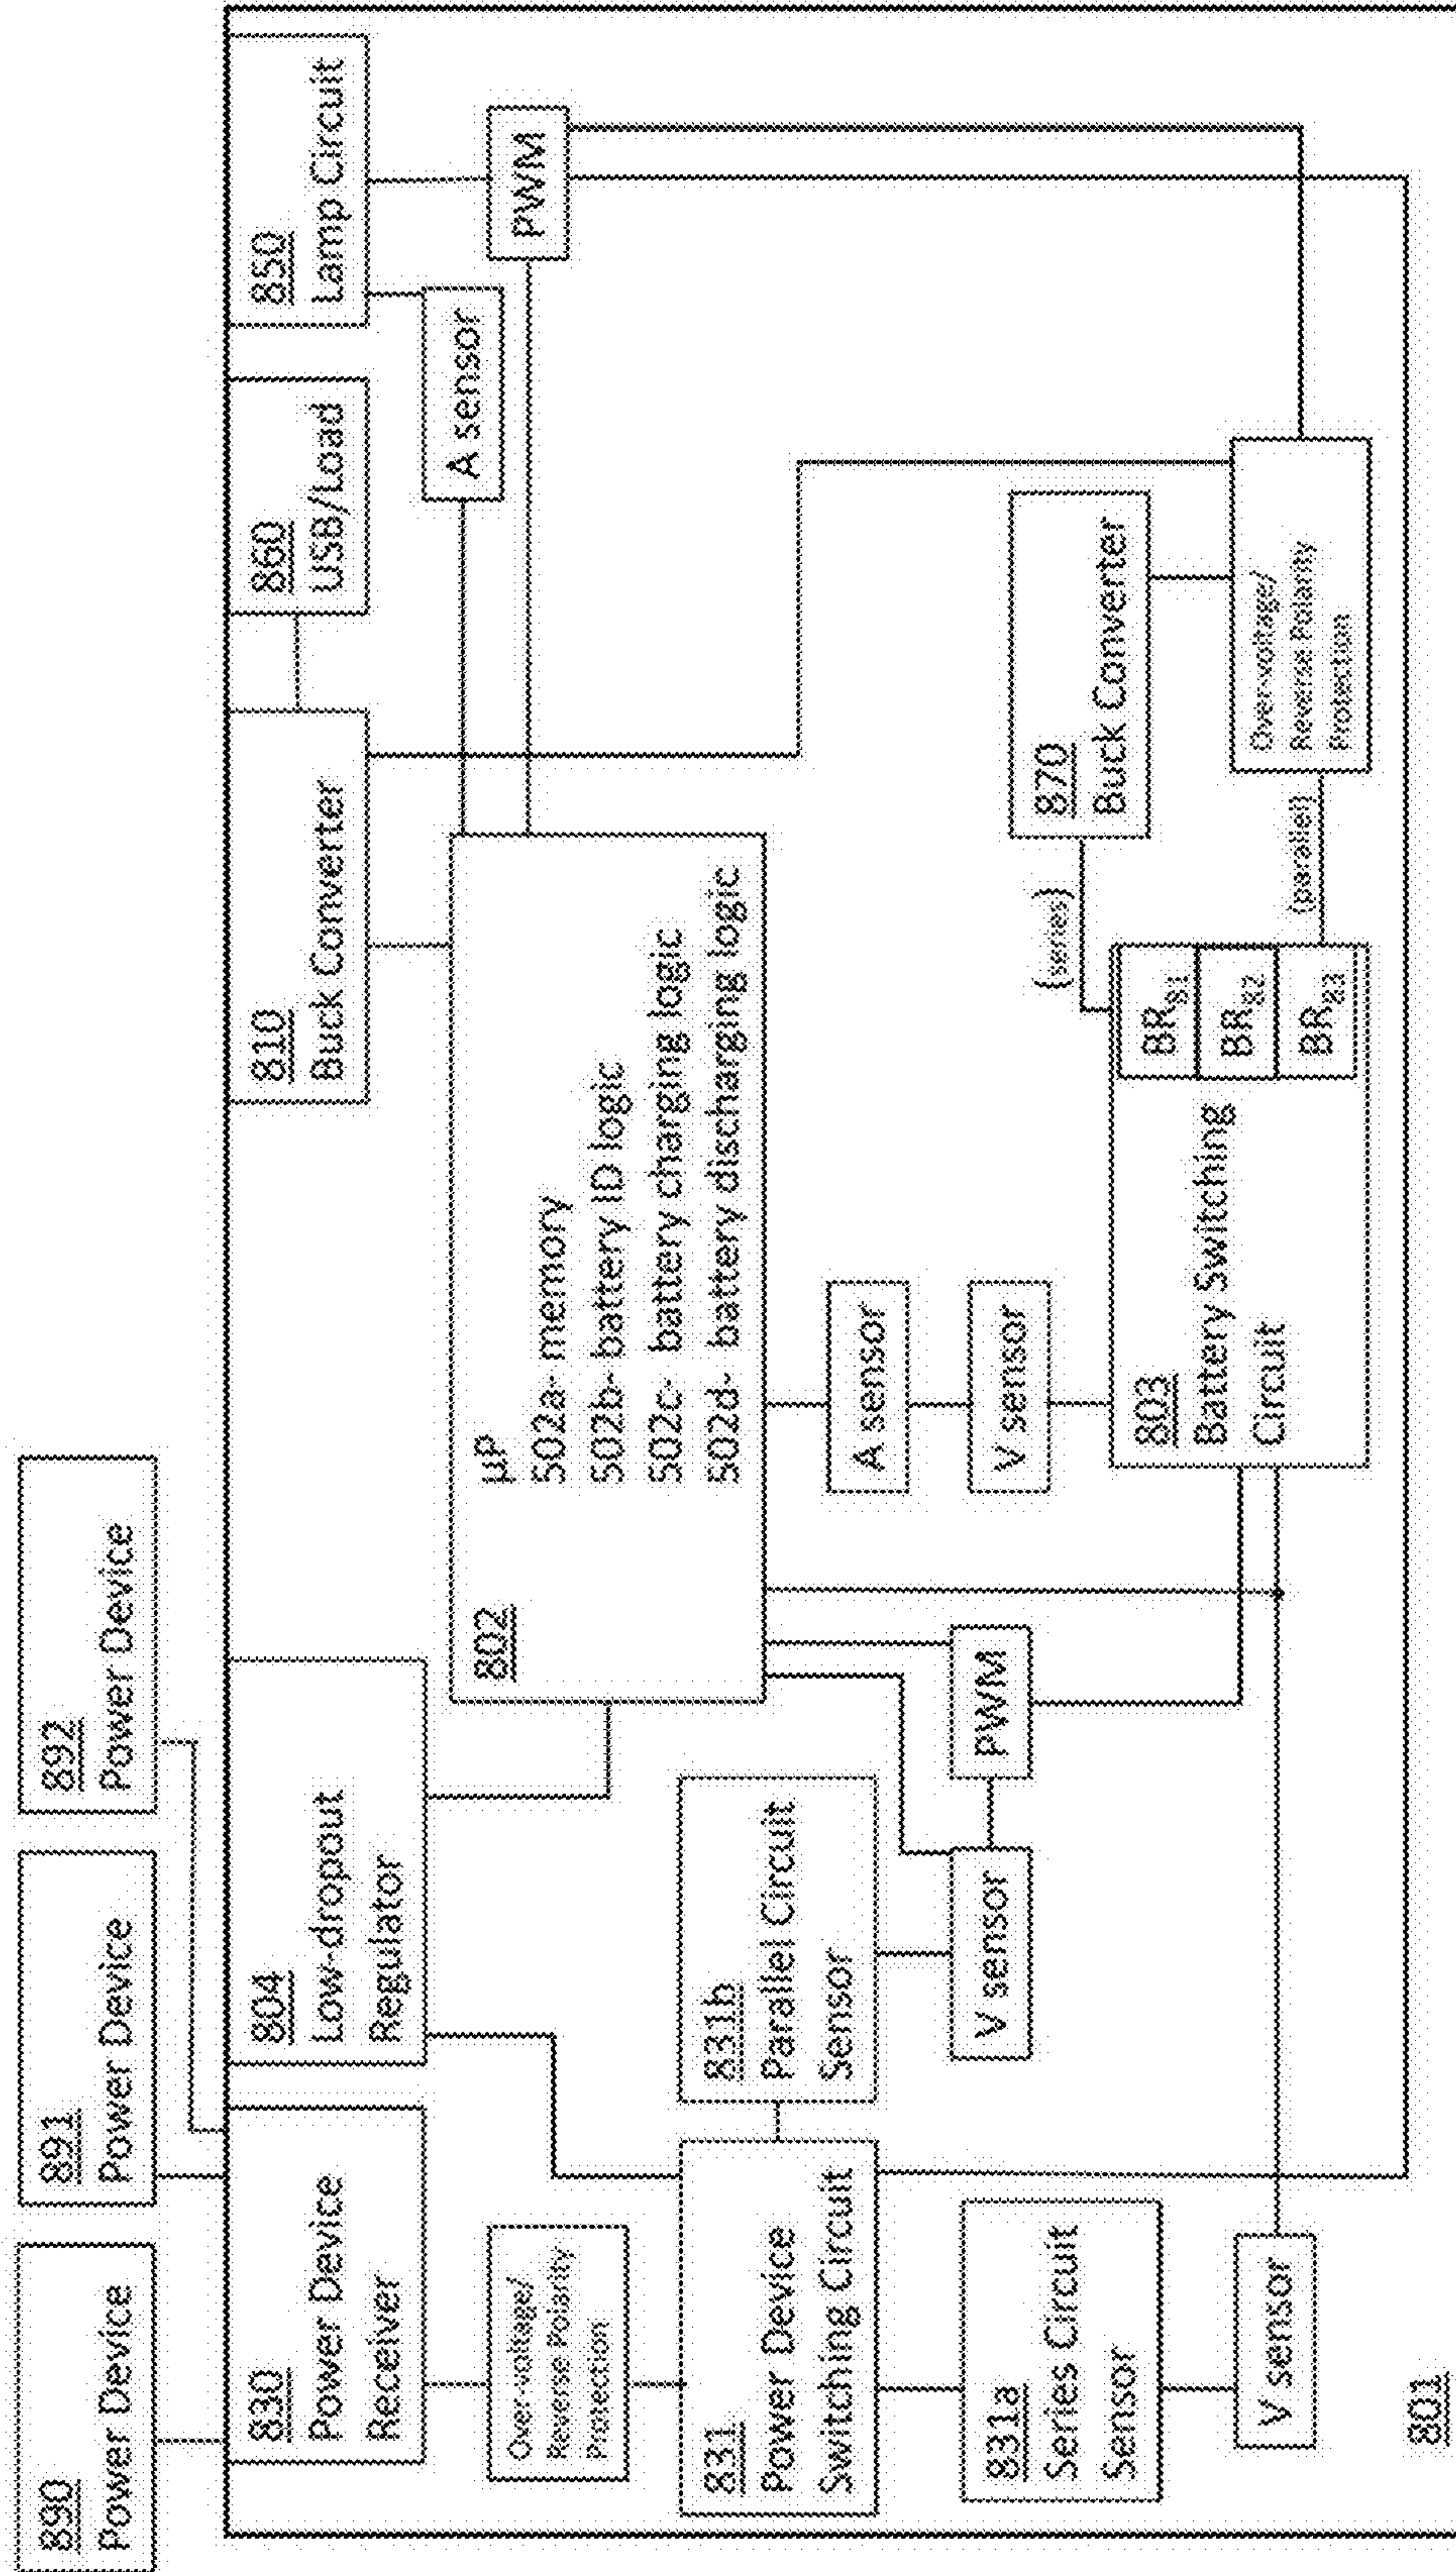 890
Power Device
891
Power Device
892
Power Device
830
Power Device
Receiver
804
Low-dropout
Regulator
810
Buck Converter
860
USB/Load
850
Lamp Circuit
Over-voltage/
Reverse Polarity
Protection
802
µP
502a- memory
502b- battery ID logic
502c- battery charging logic
502d- battery discharging logic
A sensor
PWM
831
Power Device
Switching Circuit
831b
Parallel Circuit
Sensor
A sensor
831a
Series Circuit
Sensor
V sensor
PWM
V sensor
870
Buck Converter
(series)
803
Battery Switching
Circuit
BR81
BR82
BR83
(parallel)
Over-voltage/
Reverse Polarity
Protection
V sensor
801